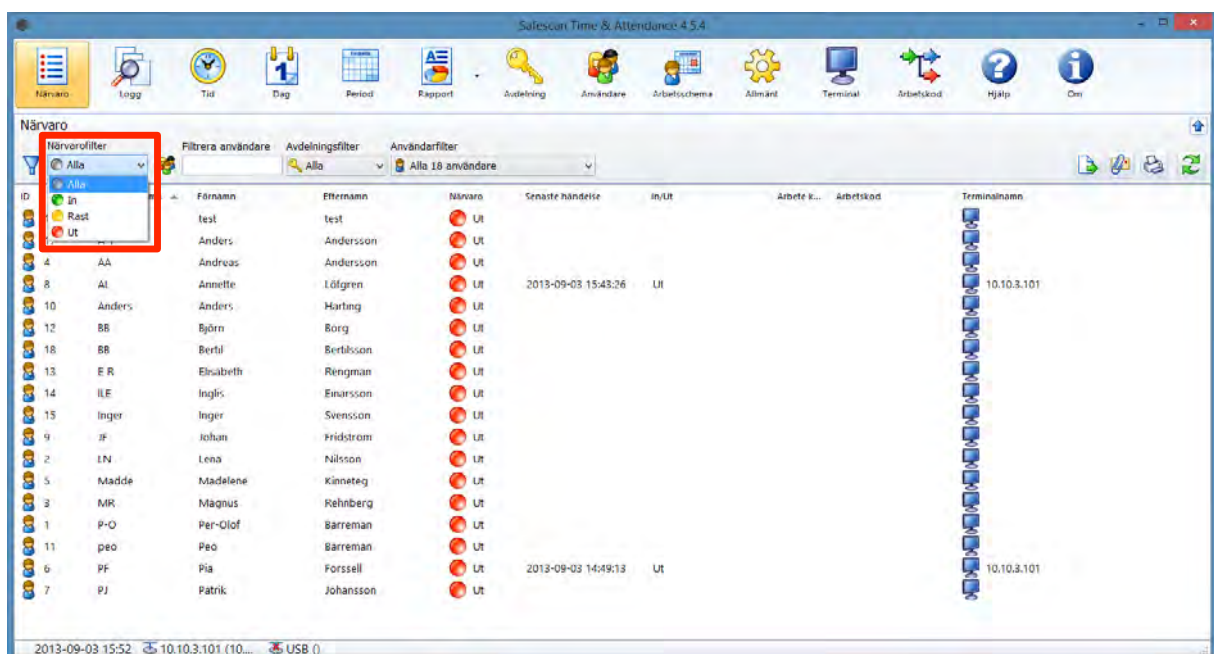 Safescan Time & Attendance 4.5.4
Närvaro Logg Tid Dag Period Rapport Avdelning Användare Arbetsschema Allmänt Terminal Arbetskod Hjälp Om
Närvaro
Närvarofilter Filtrera användare Avdelningsfilter Användarfilter
Alla Alla Alla 18 användare
Alla
In
Rast
Ut
ID Förnamn Efternamn Närvaro Senaste händelse In/Ut Arbete k... Arbetskod Terminalnamn
test test Ut
Anders Andersson Ut
4 AA Andreas Andersson Ut
8 AL Annette Löfgren Ut 2013-09-03 15:43:26 Ut 10.10.3.101
10 Anders Anders Harting Ut
12 BB Björn Borg Ut
18 BB Bertil Bertilsson Ut
13 E R Elisabeth Rengman Ut
14 ILE Inglis Einarsson Ut
15 Inger Inger Svensson Ut
9 JF Johan Fridstrom Ut
2 LN Lena Nilsson Ut
5 Madde Madelene Kinneteg Ut
3 MR Magnus Rehnberg Ut
1 P-O Per-Olof Barreman Ut
11 peo Peo Barreman Ut
6 PF Pia Forssell Ut 2013-09-03 14:49:13 Ut 10.10.3.101
7 PJ Patrik Johansson Ut
2013-09-03 15:52 10.10.3.101 (10.... USB ()